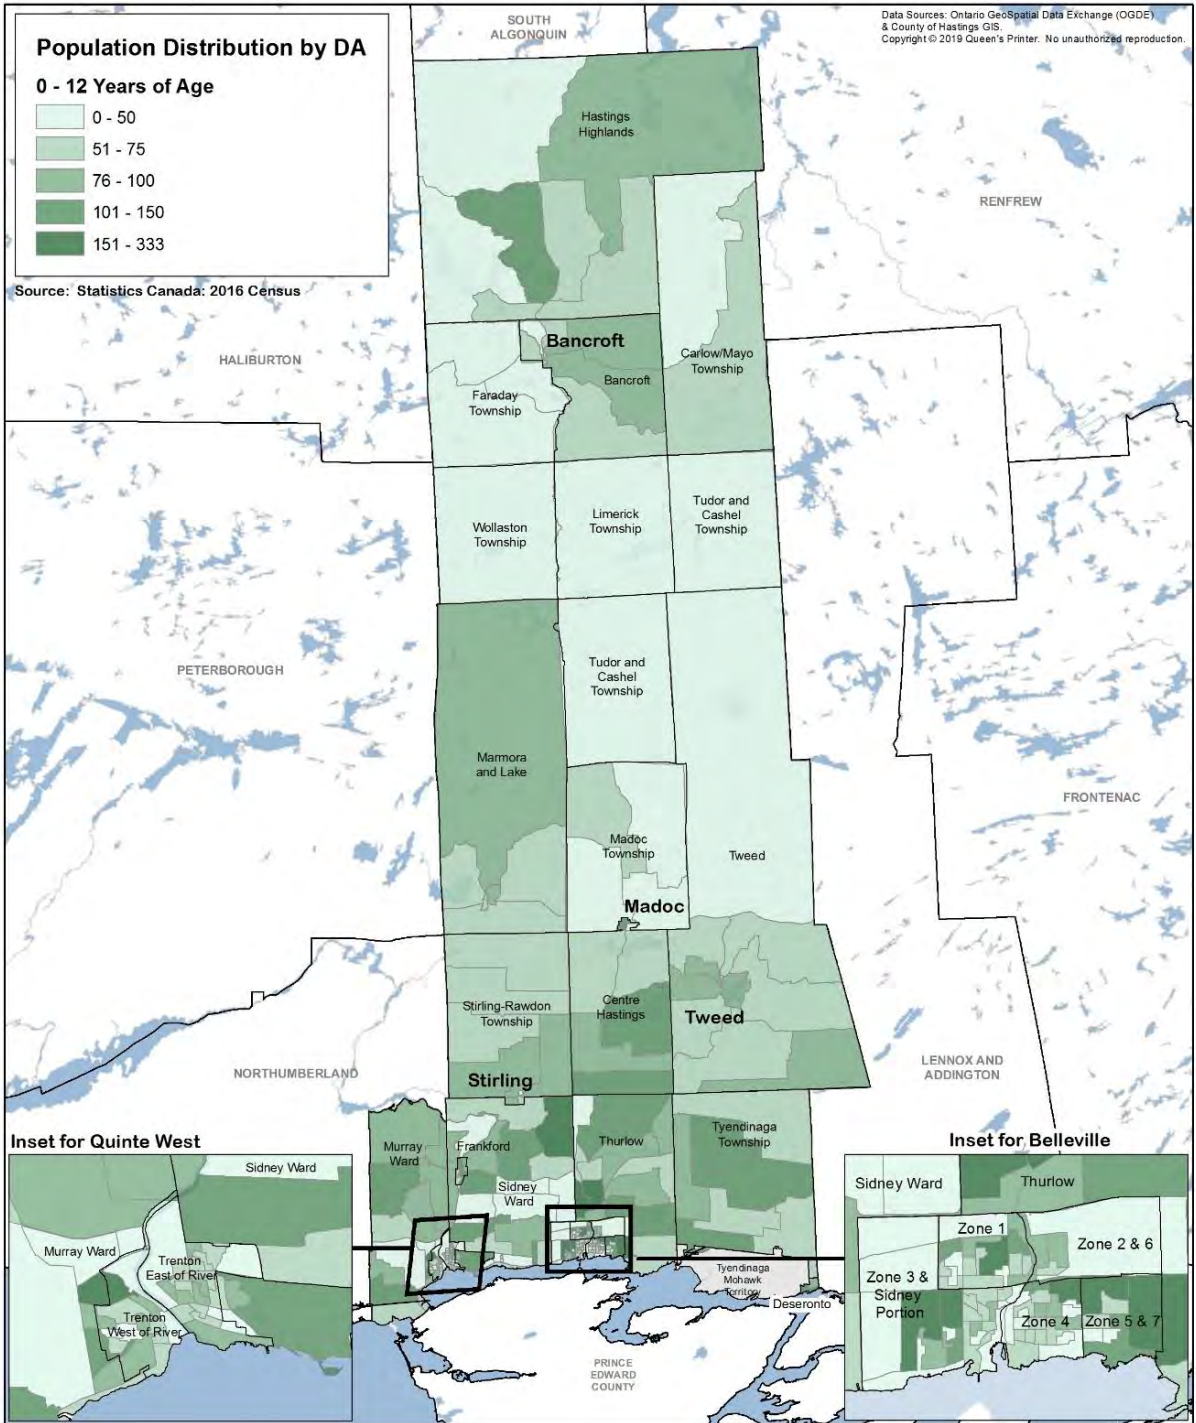 SOUTH
ALGONQUIN
Data Sources: Ontario GeoSpatial Data Exchange (OGDE)
& County of Hastings GIS.
Copyright © 2019 Queen's Printer. No unauthorized reproduction.
Population Distribution by DA
0 - 12 Years of Age
0 - 50
51 - 75
76 - 100
101 - 150
151 - 333
Source: Statistics Canada: 2016 Census
Hastings
Highlands
RENFREW
HALIBURTON
Bancroft
Bancroft
Carlow/Mayo
Township
Faraday
Township
Wollaston
Township
Limerick
Township
Tudor and
Cashel
Township
PETERBOROUGH
Tudor and
Cashel
Township
Marmora
and Lake
FRONTENAC
Madoc
Township
Tweed
Madoc
Stirling-Rawdon
Township
Centre
Hastings
Tweed
NORTHUMBERLAND
Stirling
LENNOX AND
ADDINGTON
Murray
Ward
Frankford
Thurlow
Tyendinaga
Township
Sidney
Ward
Tyendinaga
Mohawk
Territory
Deseronto
PRINCE
EDWARD
COUNTY
Inset for Quinte West
Sidney Ward
Murray Ward
Trenton
East of River
Trenton
West of River
Inset for Belleville
Sidney Ward
Thurlow
Zone 1
Zone 2 & 6
Zone 3 &
Sidney
Portion
Zone 4
Zone 5 & 7